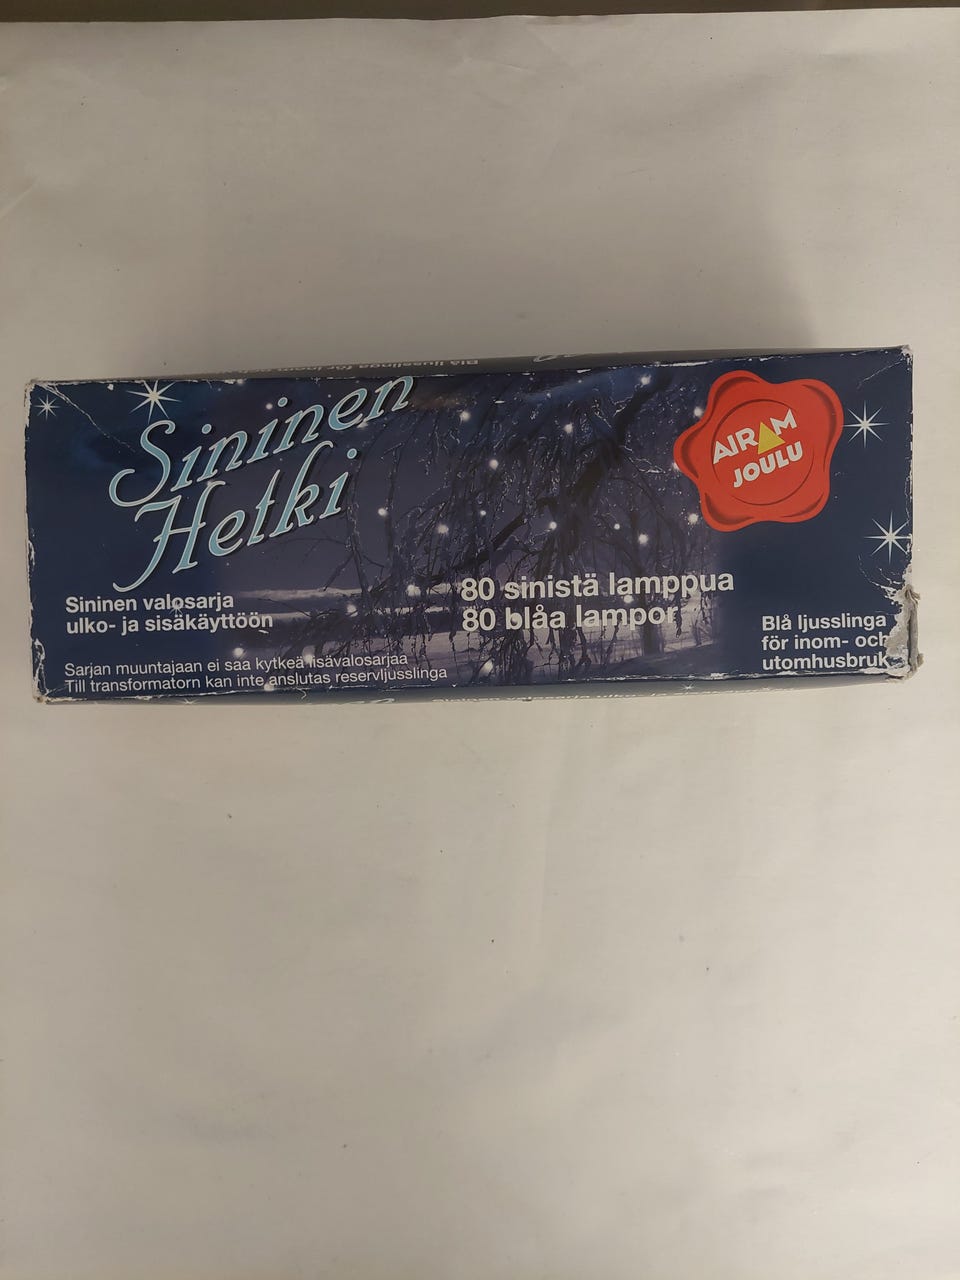 Sininen
Hetki
AIRAM
JOULU
80 sinistä lamppua
80 blåa lampor
Sininen valosarja
ulko- ja sisäkäyttöön
Blå ljusslinga
för inom- och
utomhusbruk
Sarjan muuntajaan ei saa kytkeä lisävalosarjaa
Till transformatorn kan inte anslutas reservljusslinga